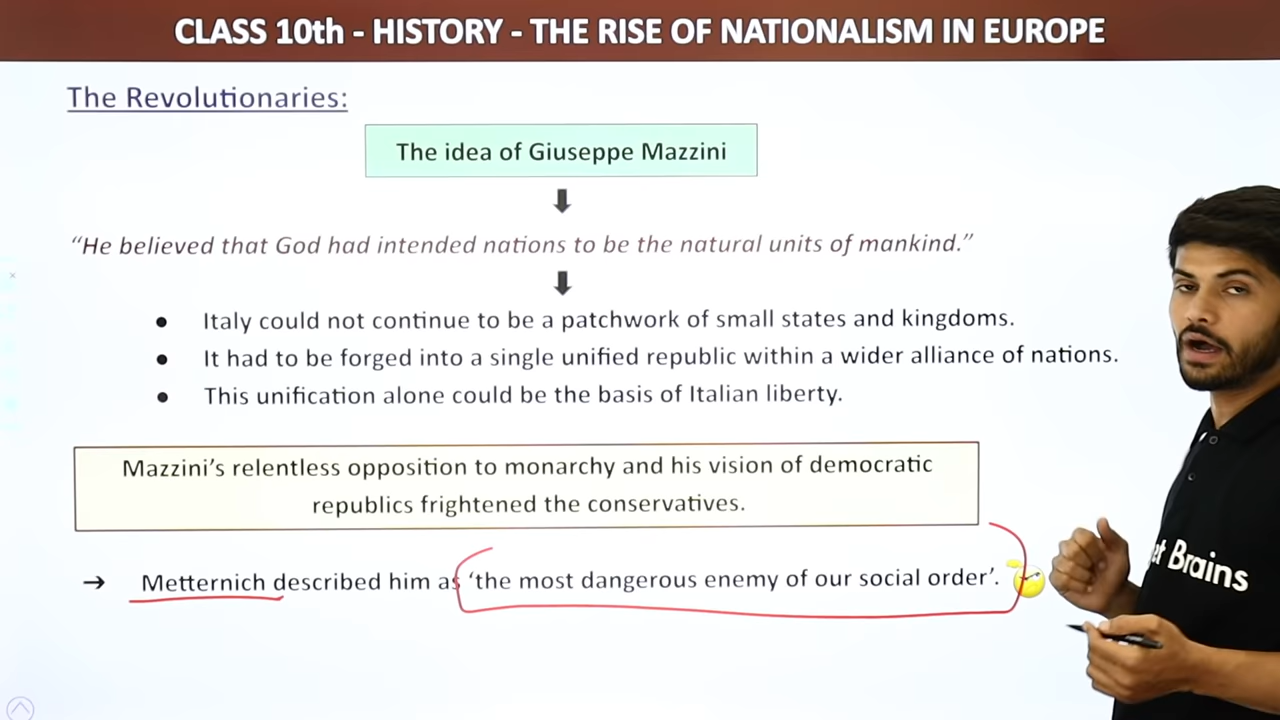 CLASS 10th - HISTORY - THE RISE OF NATIONALISM IN EUROPE
The Revolutionaries:
The idea of Giuseppe Mazzini
“He believed that God had intended nations to be the natural units of mankind.”
● Italy could not continue to be a patchwork of small states and kingdoms.
● It had to be forged into a single unified republic within a wider alliance of nations.
● This unification alone could be the basis of Italian liberty.
Mazzini’s relentless opposition to monarchy and his vision of democratic
republics frightened the conservatives.
→ Metternich described him as ‘the most dangerous enemy of our social order’.
et Brains